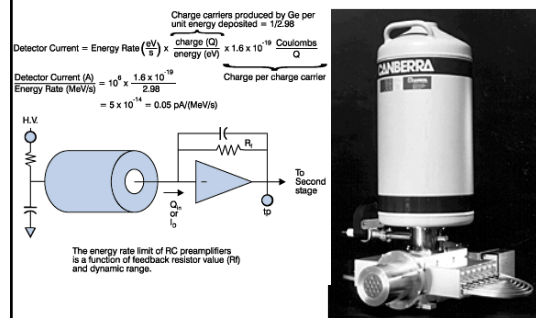 Charge carriers produced by Ge per
unit energy deposited = 1/2.98
Detector Current = Energy Rate (eV/s) x charge (Q)/energy (eV) x 1.6 x 10⁻¹⁹ Coulombs/Q
Charge per charge carrier
Detector Current (A)/Energy Rate (MeV/s) = 10⁶ x 1.6 x 10⁻¹⁹/2.98
= 5 x 10⁻¹⁴ = 0.05 pA/(MeV/s)
H.V.
Rf
−
To
Second
stage
Qin
or
ID
tp
The energy rate limit of RC preamplifiers
is a function of feedback resistor value (Rf)
and dynamic range.
CANBERRA